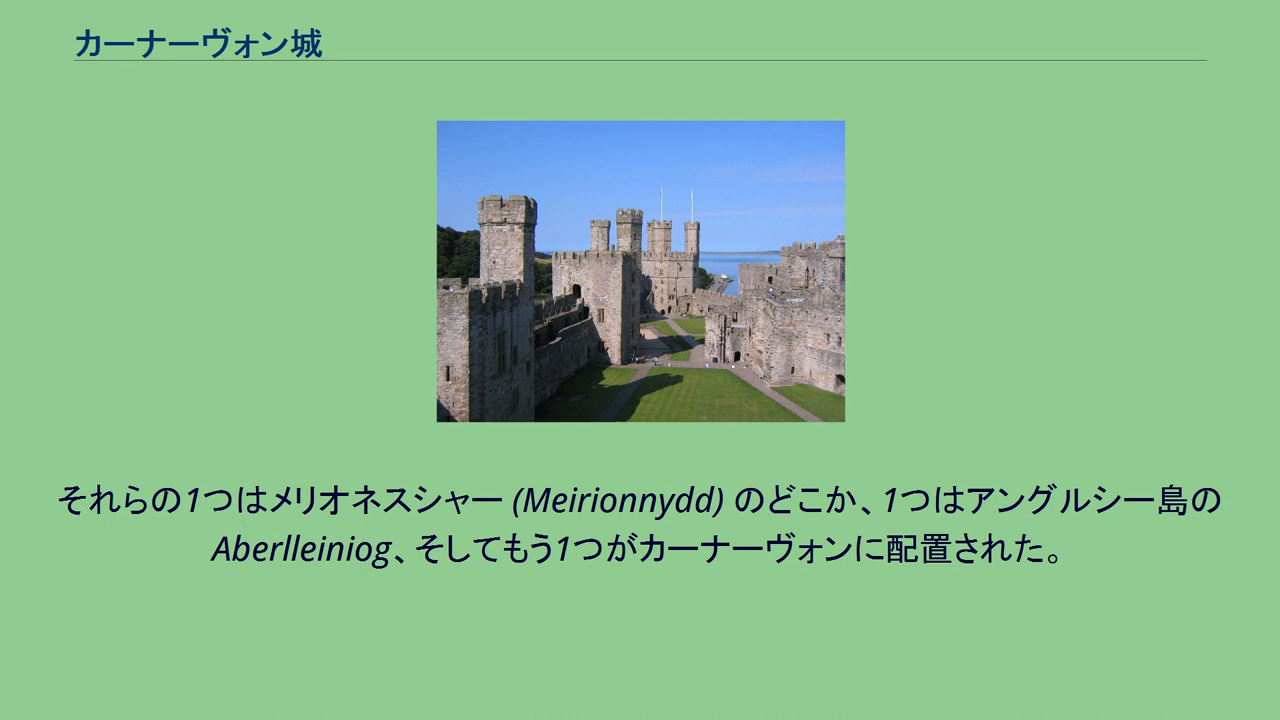 カーナーヴォン城
それらの1つはメリオネスシャー (Meirionnydd) のどこか、1つはアングルシー島の
Aberlleiniog、そしてもう1つがカーナーヴォンに配置された。